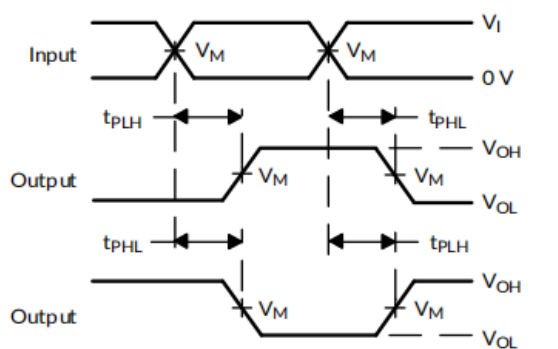 V_I
Input V_M V_M
0 V
t_PLH t_PHL
V_OH
Output V_M V_M
V_OL
t_PHL t_PLH
V_OH
Output V_M V_M
V_OL